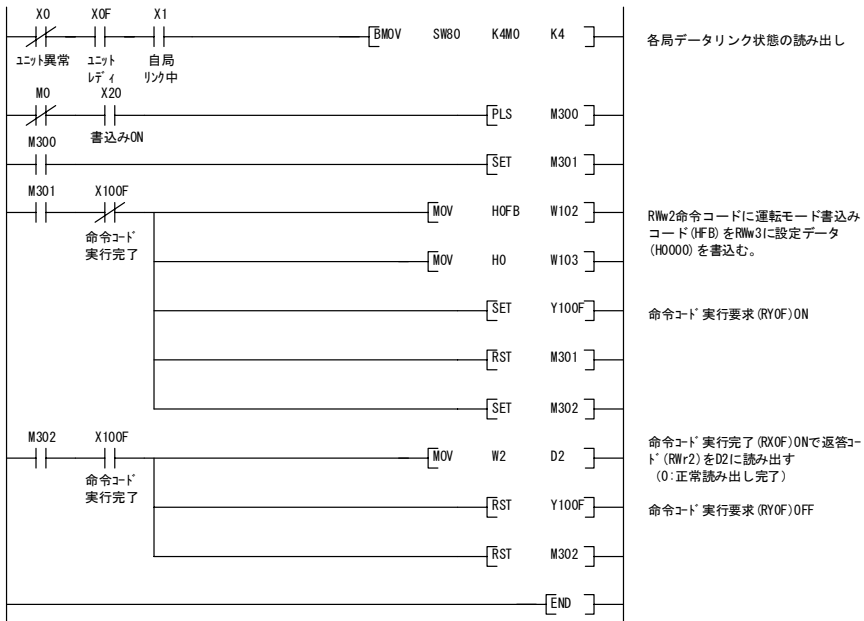 X0 X0F X1
BMOV SW80 K4M0 K4
各局データリンク状態の読み出し
ユニット異常 ユニットレディ 自局リンク中
M0 X20
PLS M300
書込みON
M300
SET M301
M301 X100F
MOV H0FB W102
RWw2命令コードに運転モード書込み
コード(HFB)をRWw3に設定データ
(H0000)を書込む。
命令コード
実行完了
MOV H0 W103
SET Y100F
命令コード実行要求(RY0F)ON
RST M301
SET M302
M302 X100F
MOV W2 D2
命令コード実行完了(RX0F)ONで返答コー
ド(RWr2)をD2に読み出す
(0:正常読み出し完了)
命令コード
実行完了
RST Y100F
命令コード実行要求(RY0F)OFF
RST M302
END